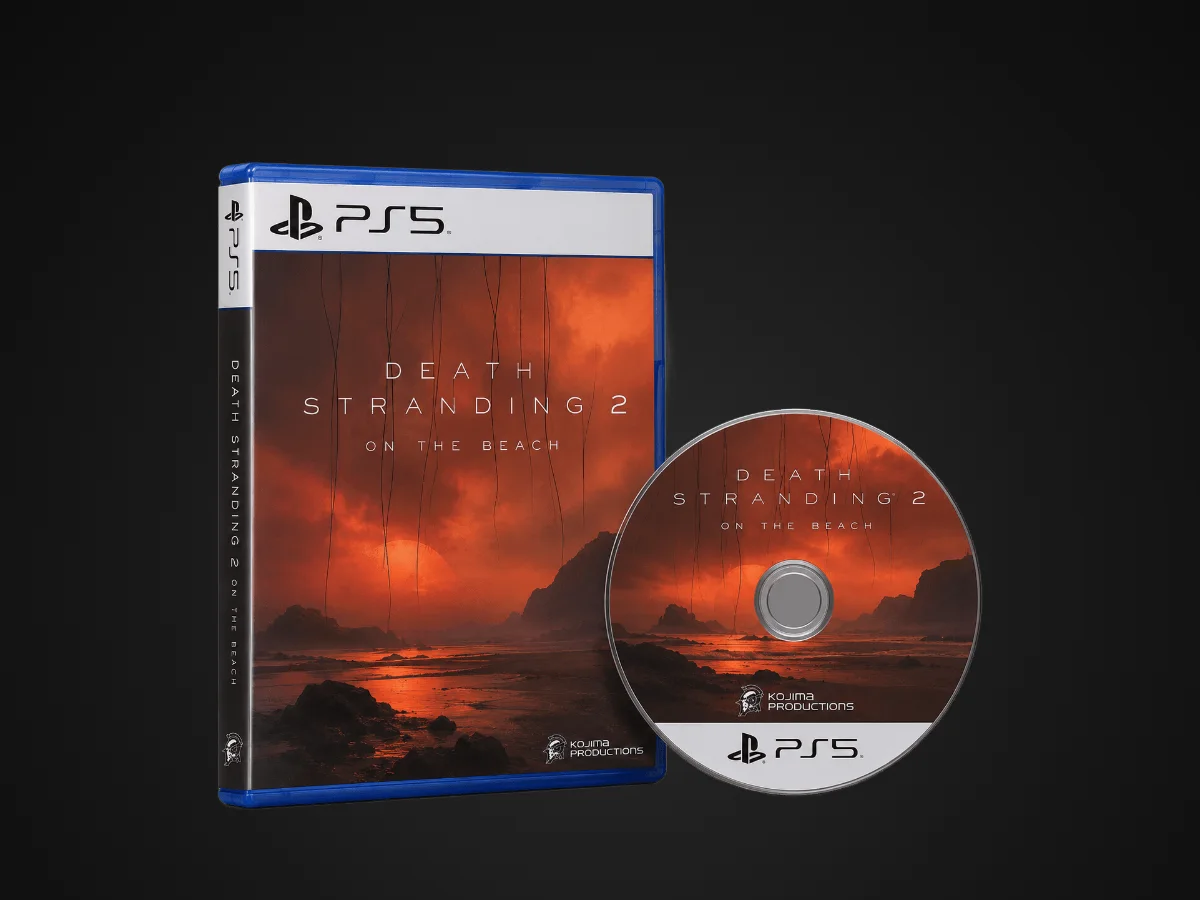 PS5
PS5
DEATH STRANDING 2 ON THE BEACH
DEATH
STRANDING 2
ON THE BEACH
KOJIMA
PRODUCTIONS
DEATH
STRANDING 2
ON THE BEACH
KOJIMA
PRODUCTIONS
PS5